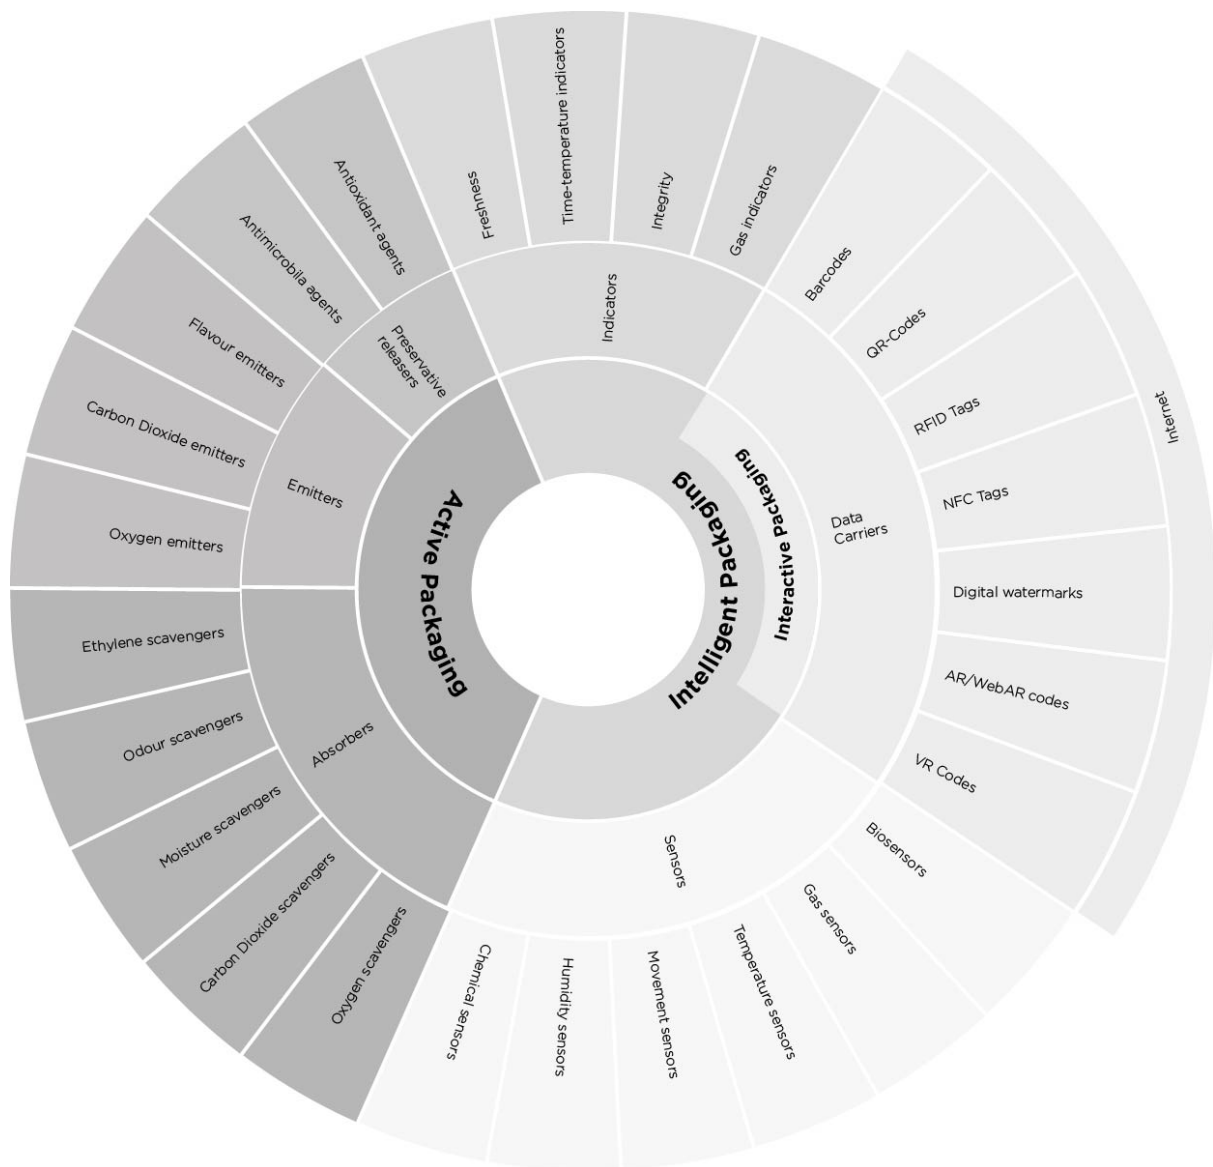 Active Packaging
Intelligent Packaging
Interactive Packaging
Indicators
Data
Carriers
Sensors
Absorbers
Emitters
Preservative
releasers
Freshness
Time-temperature indicators
Integrity
Gas indicators
Barcodes
QR-Codes
RFID Tags
NFC Tags
Digital watermarks
AR/WebAR codes
VR Codes
Internet
Biosensors
Gas sensors
Temperature sensors
Movement sensors
Humidity sensors
Chemical sensors
Oxygen scavengers
Carbon Dioxide scavengers
Moisture scavengers
Odour scavengers
Ethylene scavengers
Oxygen emitters
Carbon Dioxide emitters
Flavour emitters
Antimicrobila agents
Antioxidant agents